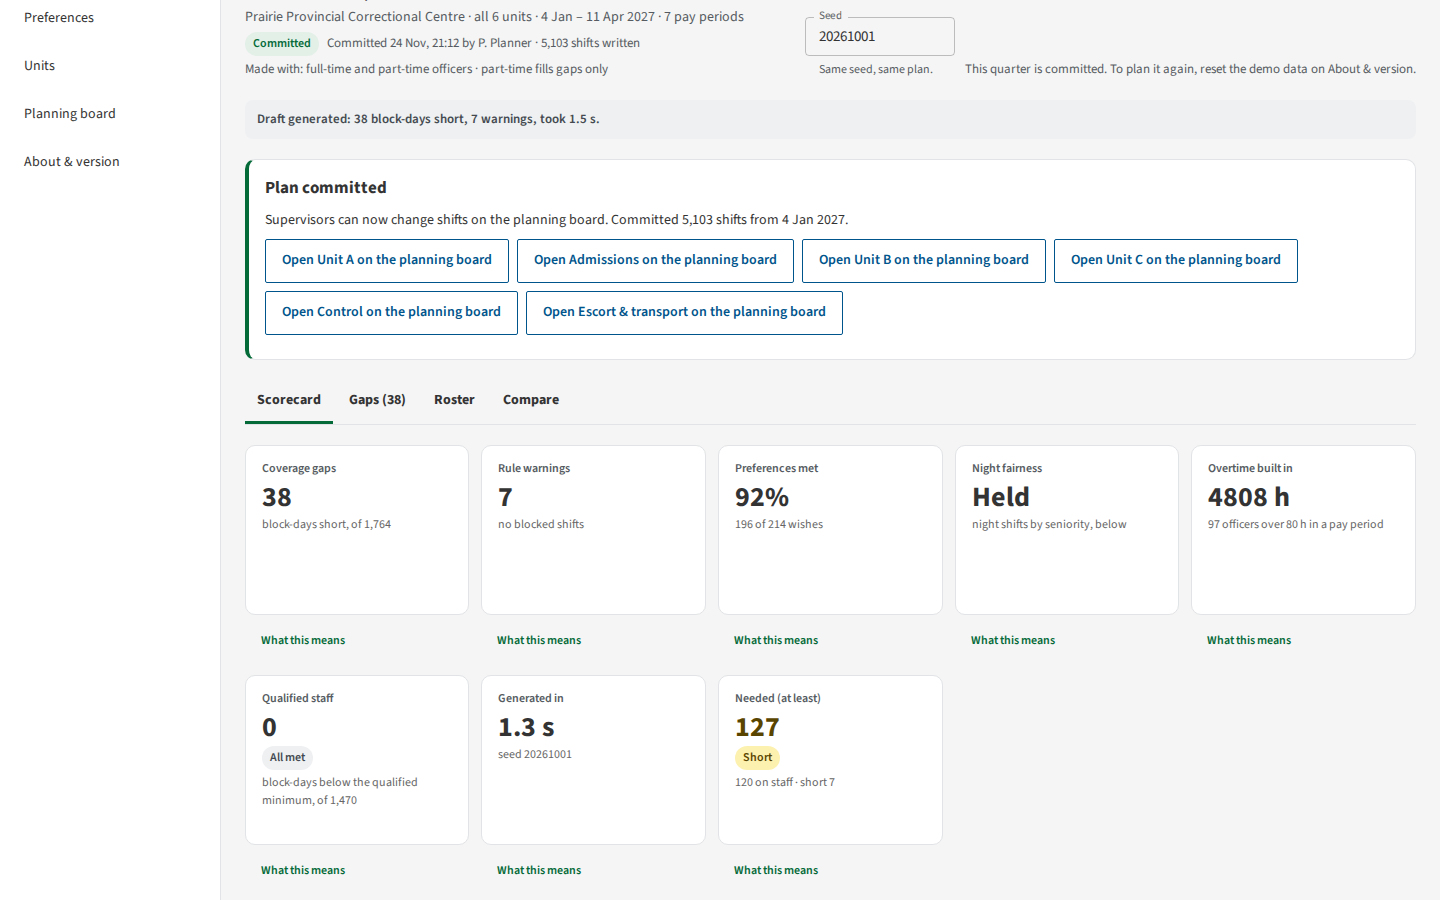 Preferences
Units
Planning board
About & version
Prairie Provincial Correctional Centre · all 6 units · 4 Jan – 11 Apr 2027 · 7 pay periods
Committed
Committed 24 Nov, 21:12 by P. Planner · 5,103 shifts written
Made with: full-time and part-time officers · part-time fills gaps only
Seed
20261001
Same seed, same plan.
This quarter is committed. To plan it again, reset the demo data on About & version.
Draft generated: 38 block-days short, 7 warnings, took 1.5 s.
Plan committed
Supervisors can now change shifts on the planning board. Committed 5,103 shifts from 4 Jan 2027.
Open Unit A on the planning board
Open Admissions on the planning board
Open Unit B on the planning board
Open Unit C on the planning board
Open Control on the planning board
Open Escort & transport on the planning board
Scorecard
Gaps (38)
Roster
Compare
Coverage gaps
38
block-days short, of 1,764
What this means
Rule warnings
7
no blocked shifts
What this means
Preferences met
92%
196 of 214 wishes
What this means
Night fairness
Held
night shifts by seniority, below
What this means
Overtime built in
4808 h
97 officers over 80 h in a pay period
What this means
Qualified staff
0
All met
block-days below the qualified
minimum, of 1,470
What this means
Generated in
1.3 s
seed 20261001
What this means
Needed (at least)
127
Short
120 on staff · short 7
What this means